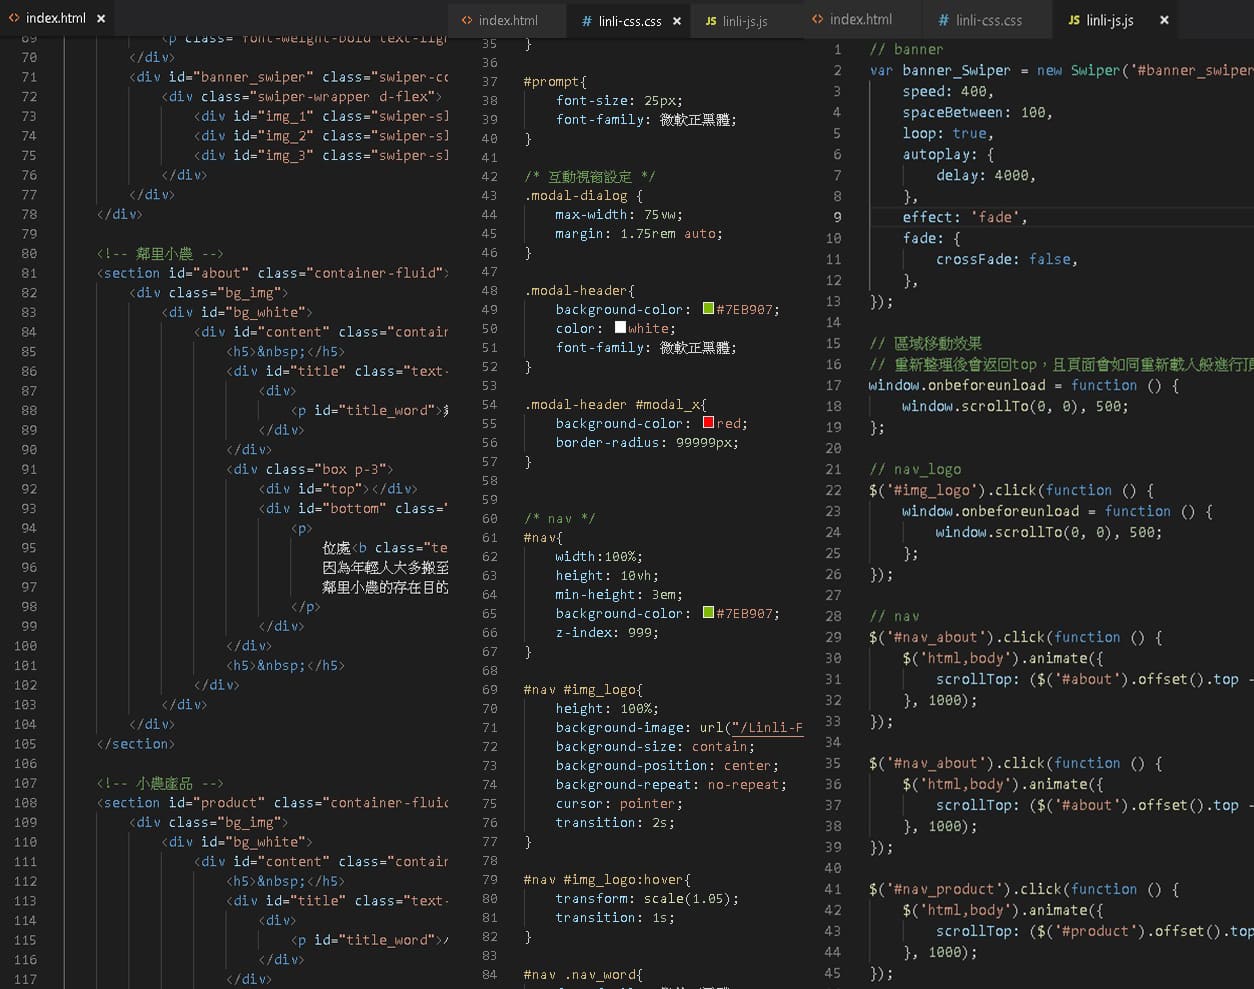 index.html ×
69 <p class="font-weight-bold text-ligh
70 </div>
71 <div id="banner_swiper" class="swiper-cc
72 <div class="swiper-wrapper d-flex">
73 <div id="img_1" class="swiper-sl
74 <div id="img_2" class="swiper-sl
75 <div id="img_3" class="swiper-sl
76 </div>
77 </div>
78 </div>
79
80 <!-- 鄰里小農 -->
81 <section id="about" class="container-fluid">
82 <div class="bg_img">
83 <div id="bg_white">
84 <div id="content" class="contain
85 <h5>&nbsp;</h5>
86 <div id="title" class="text-
87 <div>
88 <p id="title_word">
89 </div>
90 </div>
91 <div class="box p-3">
92 <div id="top"></div>
93 <div id="bottom" class="
94 <p>
95 位處<b class="te
96 因為年輕人大多搬至
97 鄰里小農的存在目的
98 </p>
99 </div>
100 </div>
101 <h5>&nbsp;</h5>
102 </div>
103 </div>
104 </div>
105 </section>
106
107 <!-- 小農產品 -->
108 <section id="product" class="container-fluid
109 <div class="bg_img">
110 <div id="bg_white">
111 <div id="content" class="contain
112 <h5>&nbsp;</h5>
113 <div id="title" class="text-
114 <div>
115 <p id="title_word">
116 </div>
117 </div>
index.html # linli-css.css × JS linli-js.js
35 }
36
37 #prompt{
38 font-size: 25px;
39 font-family: 微軟正黑體;
40 }
41
42 /* 互動視窗設定 */
43 .modal-dialog {
44 max-width: 75vw;
45 margin: 1.75rem auto;
46 }
47
48 .modal-header{
49 background-color: #7EB907;
50 color: white;
51 font-family: 微軟正黑體;
52 }
53
54 .modal-header #modal_x{
55 background-color: red;
56 border-radius: 99999px;
57 }
58
59
60 /* nav */
61 #nav{
62 width:100%;
63 height: 10vh;
64 min-height: 3em;
65 background-color: #7EB907;
66 z-index: 999;
67 }
68
69 #nav #img_logo{
70 height: 100%;
71 background-image: url("/Linli-F
72 background-size: contain;
73 background-position: center;
74 background-repeat: no-repeat;
75 cursor: pointer;
76 transition: 2s;
77 }
78
79 #nav #img_logo:hover{
80 transform: scale(1.05);
81 transition: 1s;
82 }
83
84 #nav .nav_word{
index.html # linli-css.css JS linli-js.js ×
1 // banner
2 var banner_Swiper = new Swiper('#banner_swiper
3 speed: 400,
4 spaceBetween: 100,
5 loop: true,
6 autoplay: {
7 delay: 4000,
8 },
9 effect: 'fade',
10 fade: {
11 crossFade: false,
12 },
13 });
14
15 // 區域移動效果
16 // 重新整理後會返回top，且頁面會如同重新載入般進行頂
17 window.onbeforeunload = function () {
18 window.scrollTo(0, 0), 500;
19 };
20
21 // nav_logo
22 $('#img_logo').click(function () {
23 window.onbeforeunload = function () {
24 window.scrollTo(0, 0), 500;
25 };
26 });
27
28 // nav
29 $('#nav_about').click(function () {
30 $('html,body').animate({
31 scrollTop: ($('#about').offset().top -
32 }, 1000);
33 });
34
35 $('#nav_about').click(function () {
36 $('html,body').animate({
37 scrollTop: ($('#about').offset().top -
38 }, 1000);
39 });
40
41 $('#nav_product').click(function () {
42 $('html,body').animate({
43 scrollTop: ($('#product').offset().top
44 }, 1000);
45 });